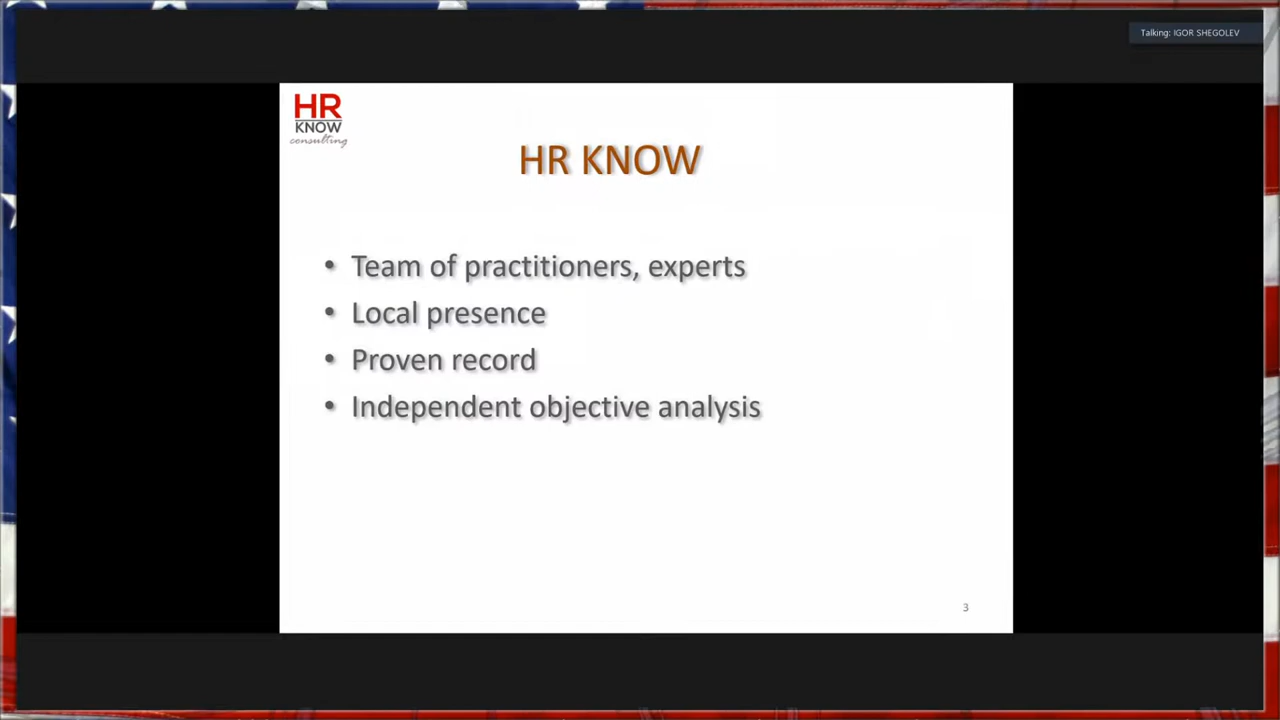 Talking: IGOR SHEGOLEV
HR
KNOW
consulting
HR KNOW
• Team of practitioners, experts
• Local presence
• Proven record
• Independent objective analysis
3